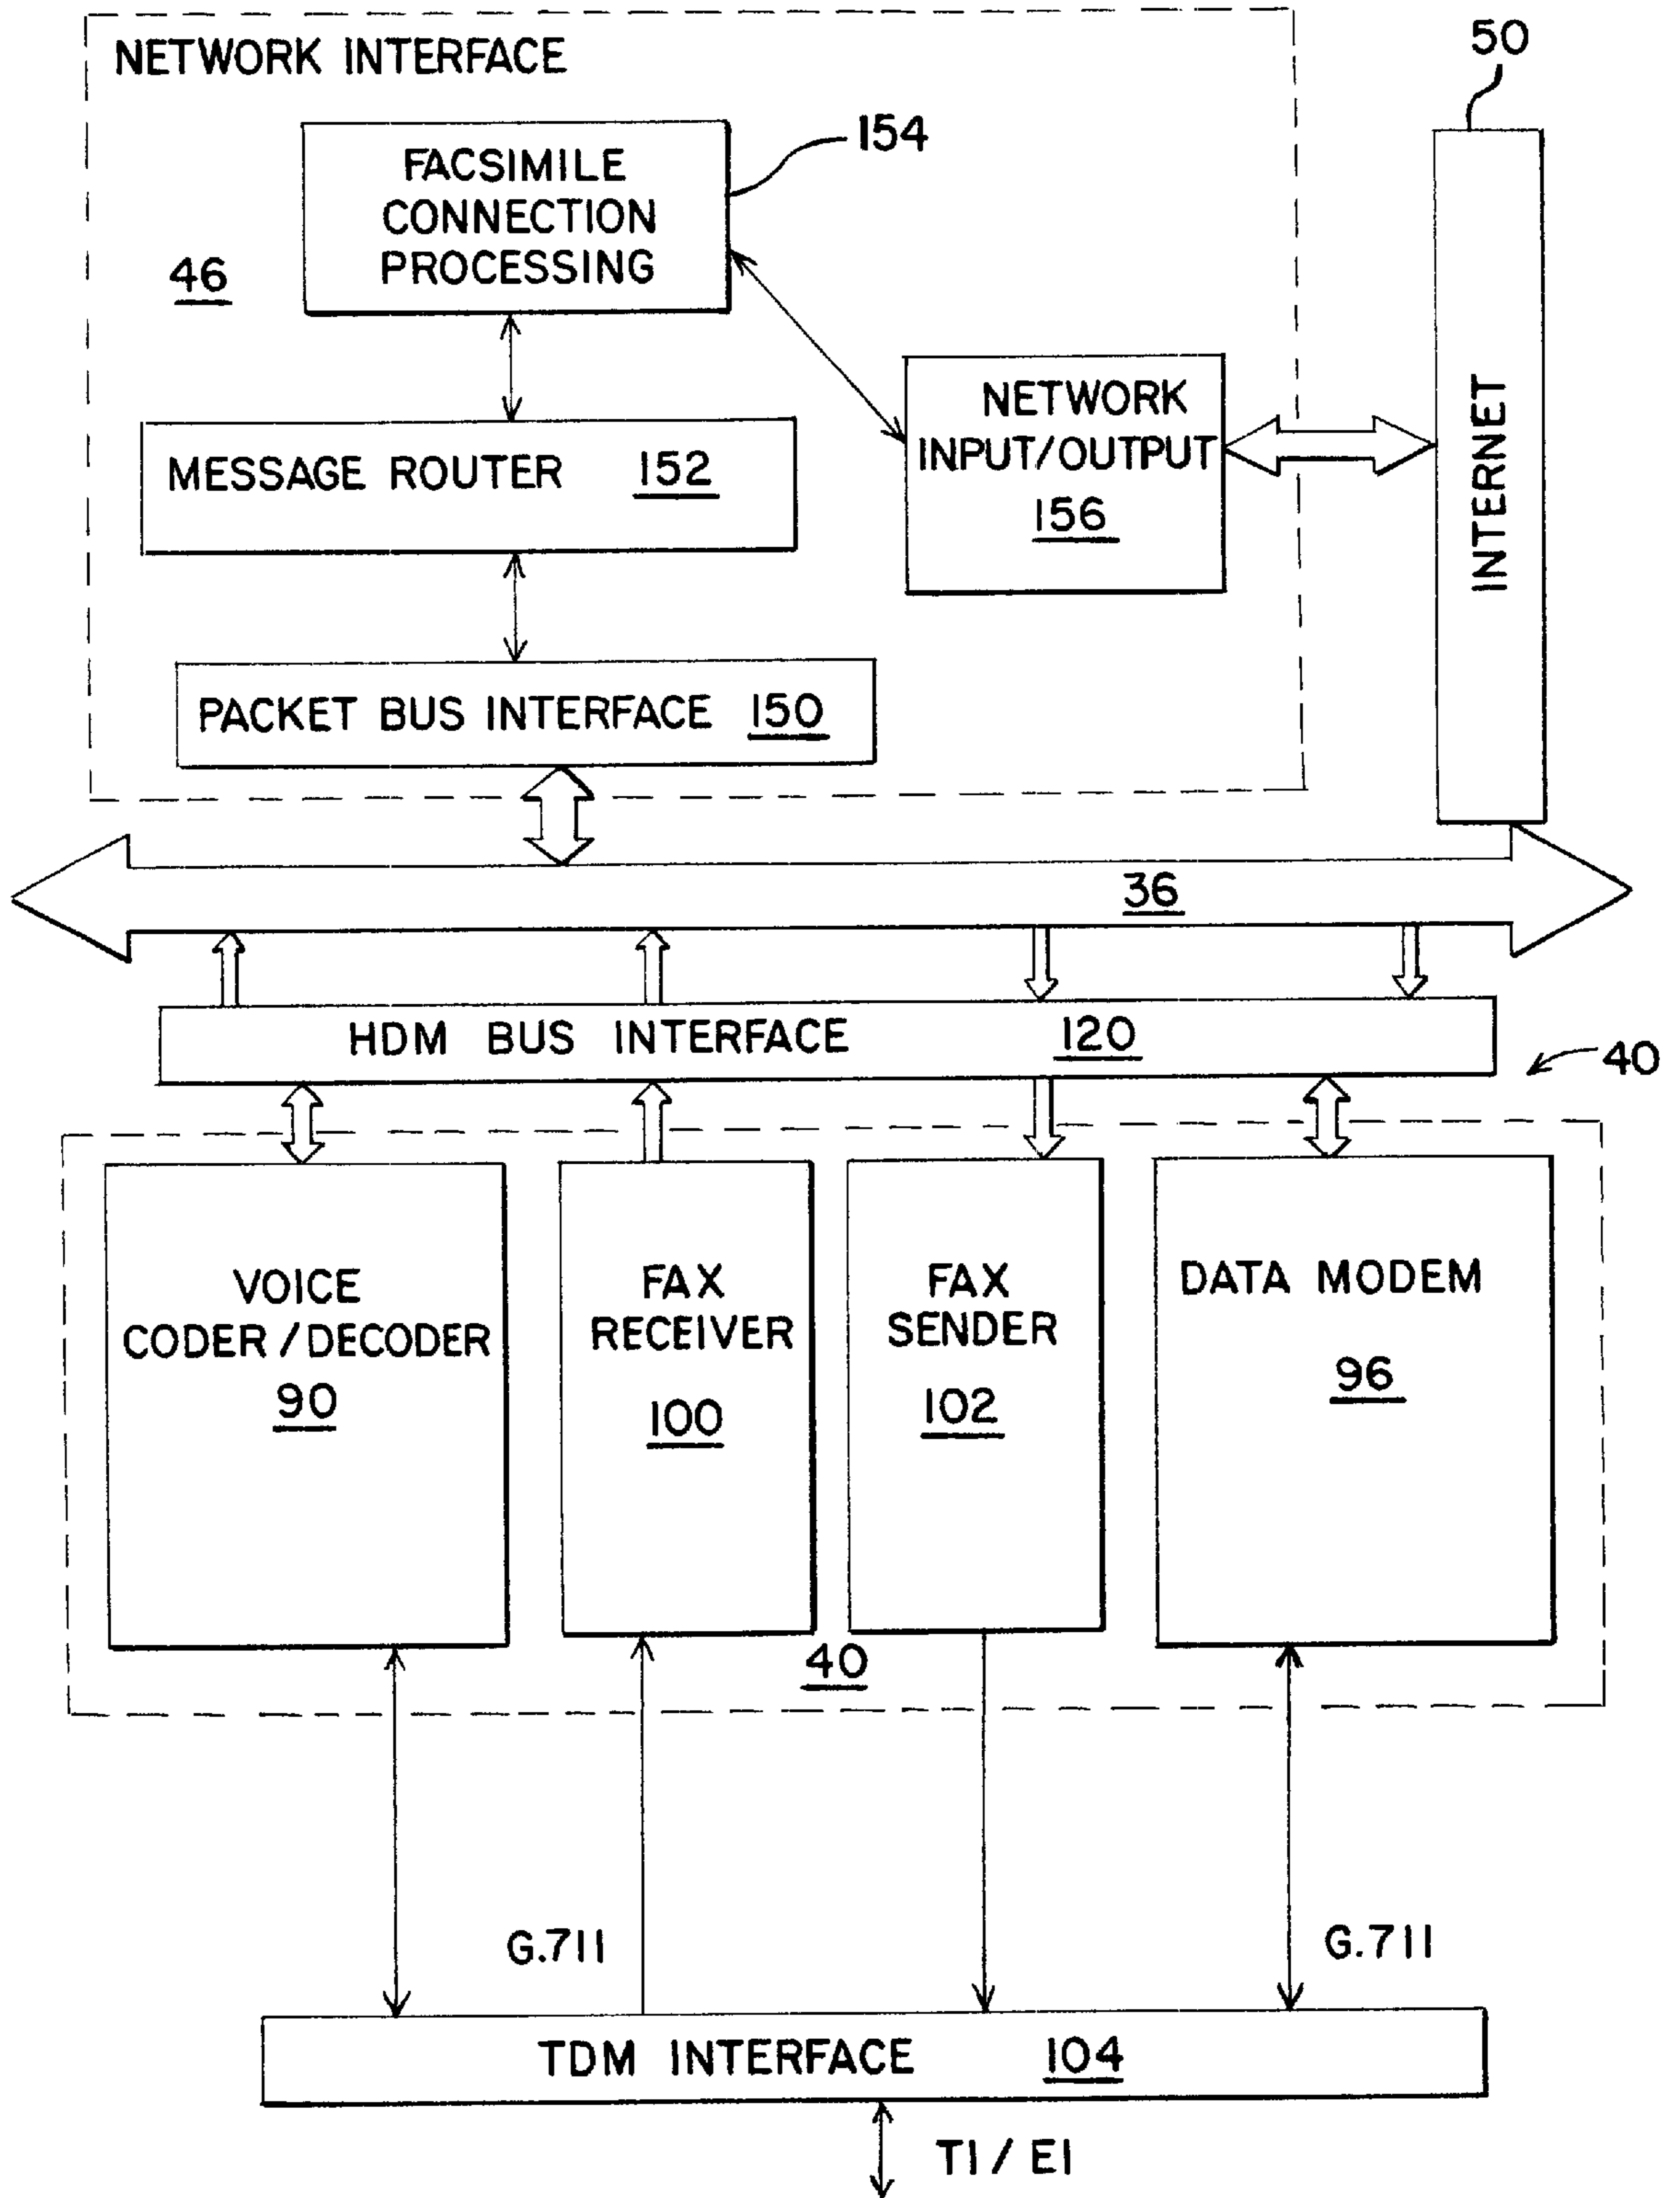 NETWORK INTERFACE
50
154
FACSIMILE
CONNECTION
PROCESSING
46
NETWORK
INPUT/OUTPUT
156
INTERNET
MESSAGE ROUTER 152
PACKET BUS INTERFACE 150
36
HDM BUS INTERFACE 120
40
VOICE
CODER/DECODER
90
FAX
RECEIVER
100
FAX
SENDER
102
DATA MODEM
96
40
G.711
G.711
TDM INTERFACE 104
T1/E1